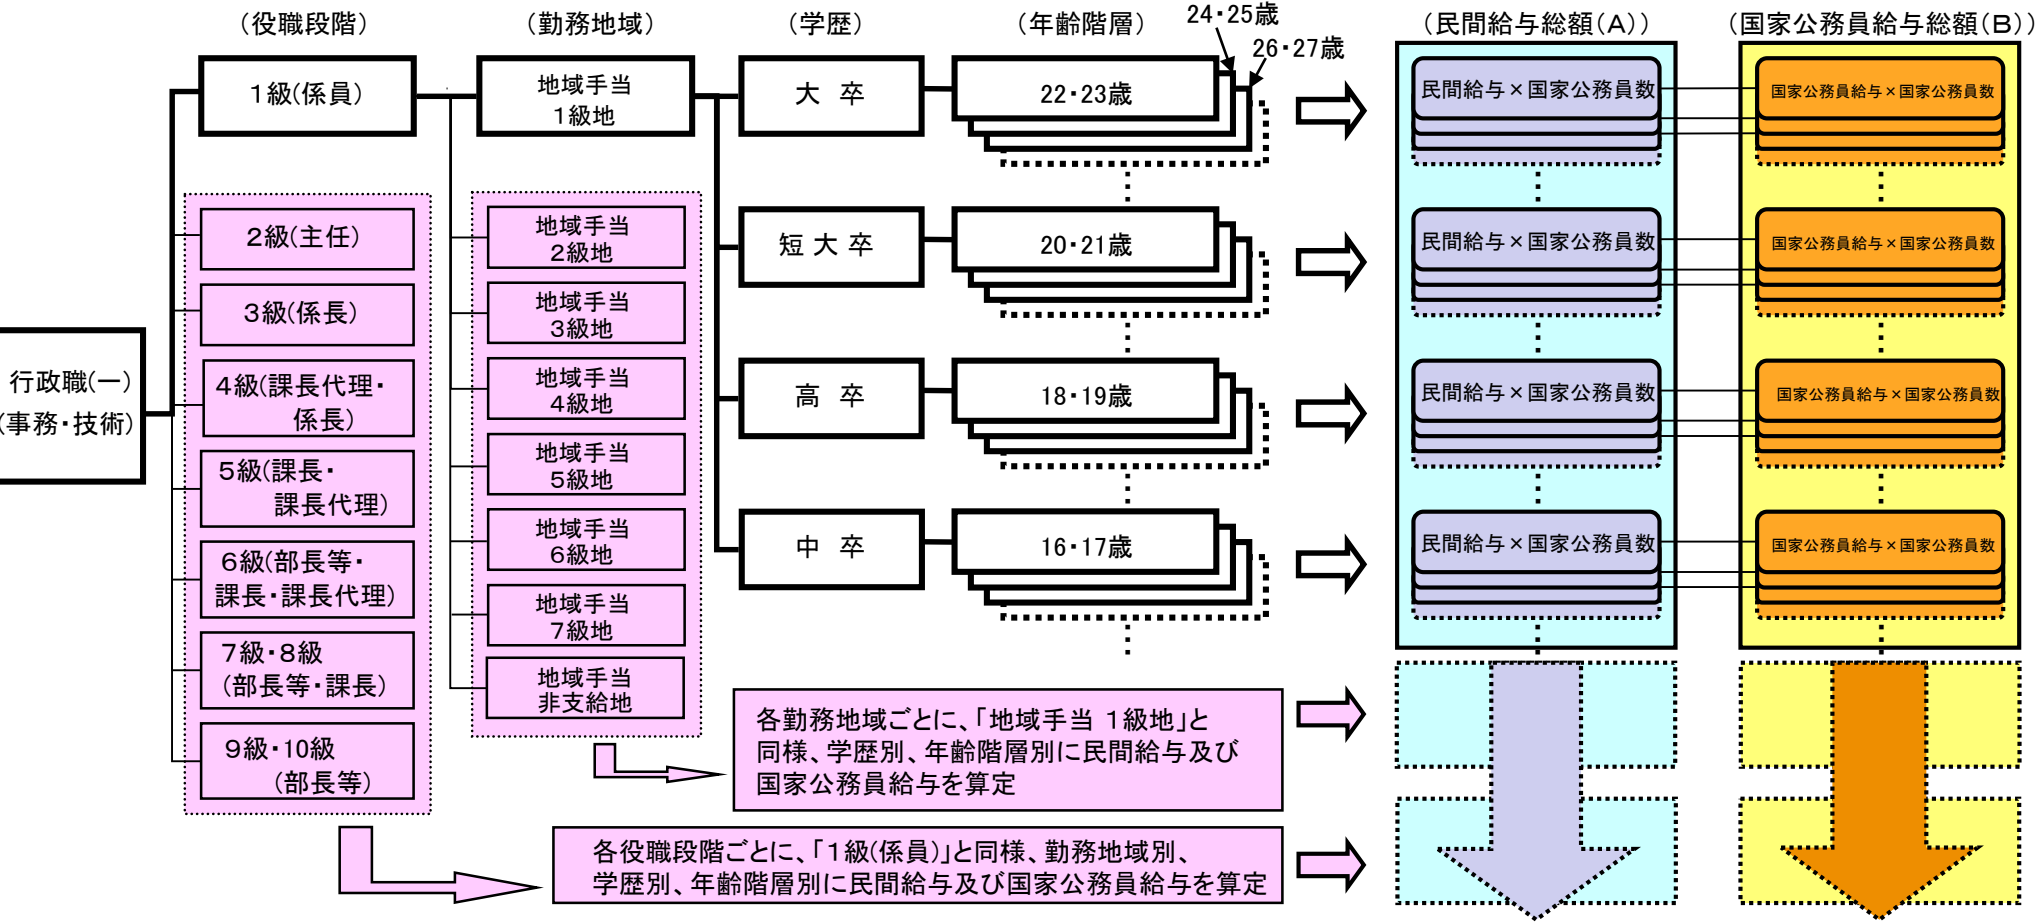 (役職段階)
(勤務地域)
(学歴)
(年齢階層)
24・25歳
26・27歳
(民間給与総額(A))
(国家公務員給与総額(B))
行政職(一)
(事務・技術)
1級(係員)
2級(主任)
3級(係長)
4級(課長代理・
係長)
5級(課長・
課長代理)
6級(部長等・
課長・課長代理)
7級・8級
(部長等・課長)
9級・10級
(部長等)
地域手当
1級地
地域手当
2級地
地域手当
3級地
地域手当
4級地
地域手当
5級地
地域手当
6級地
地域手当
7級地
地域手当
非支給地
大 卒
22・23歳
民間給与×国家公務員数
国家公務員給与×国家公務員数
短 大 卒
20・21歳
民間給与×国家公務員数
国家公務員給与×国家公務員数
高 卒
18・19歳
民間給与×国家公務員数
国家公務員給与×国家公務員数
中 卒
16・17歳
民間給与×国家公務員数
国家公務員給与×国家公務員数
各勤務地域ごとに、「地域手当 1級地」と
同様、学歴別、年齢階層別に民間給与及び
国家公務員給与を算定
各役職段階ごとに、「1級(係員)」と同様、勤務地域別、
学歴別、年齢階層別に民間給与及び国家公務員給与を算定